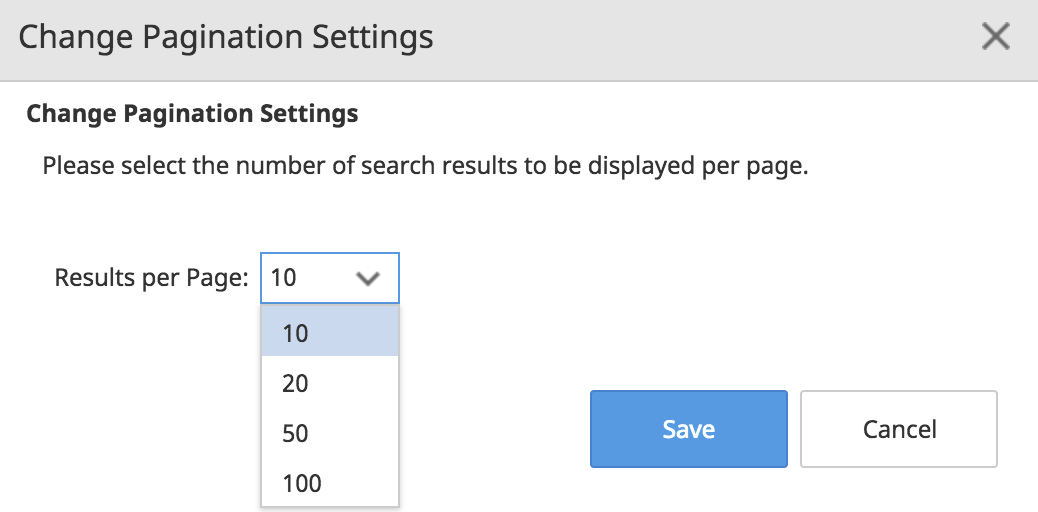 Change Pagination Settings
Change Pagination Settings
Please select the number of search results to be displayed per page.
Results per Page: 10
10
20
50
100
Save Cancel